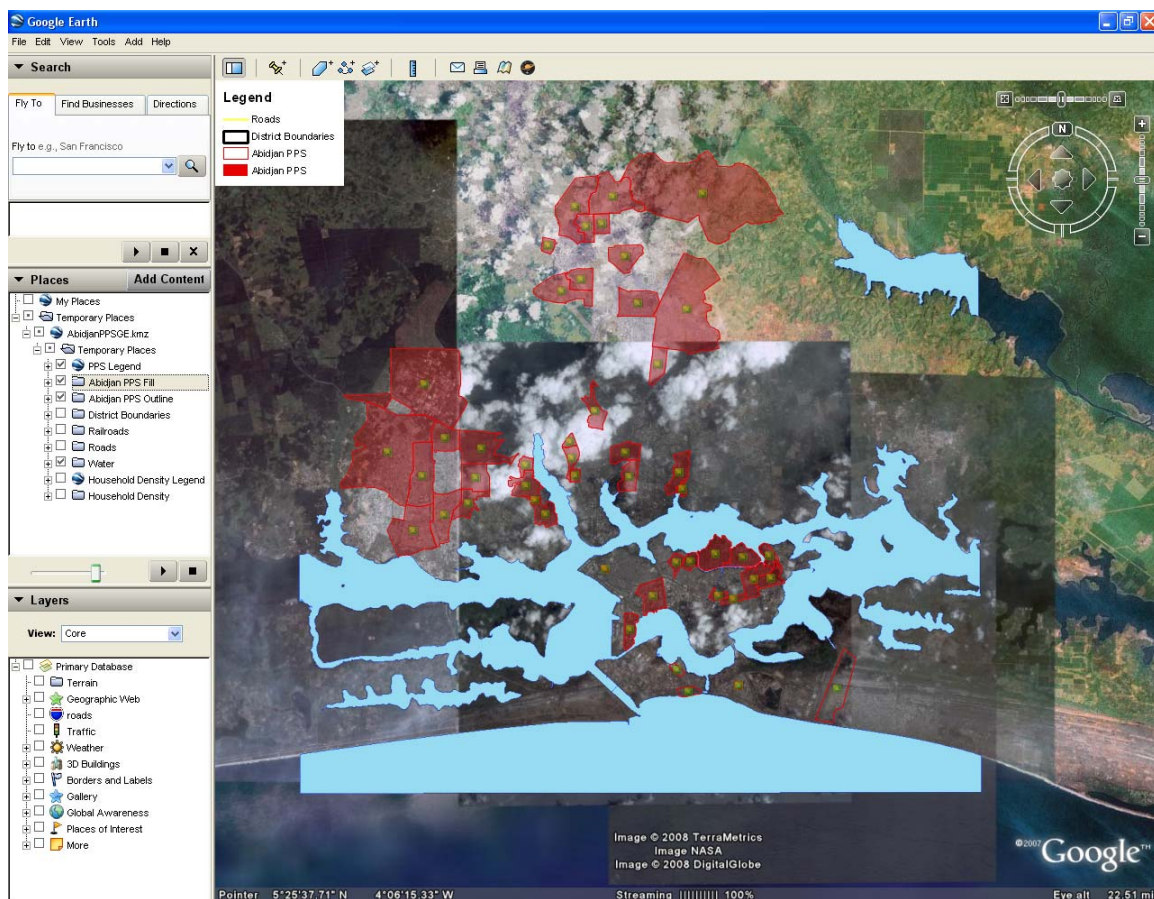 Google Earth
File Edit View Tools Add Help
Search
Fly To Find Businesses Directions
Fly to e.g., San Francisco
Places Add Content
My Places
Temporary Places
AbidjanPPSGE.kmz
Temporary Places
PPS Legend
Abidjan PPS Fill
Abidjan PPS Outline
District Boundaries
Railroads
Roads
Water
Household Density Legend
Household Density
Layers
View: Core
Primary Database
Terrain
Geographic Web
roads
Traffic
Weather
3D Buildings
Borders and Labels
Gallery
Global Awareness
Places of Interest
More
Legend
Roads
District Boundaries
Abidjan PPS
Abidjan PPS
N
Image © 2008 TerraMetrics
Image NASA
Image © 2008 DigitalGlobe
©2007 Google™
Pointer 5°25'37.71" N 4°06'15.33" W Streaming |||||||||| 100% Eye alt 22.51 mi